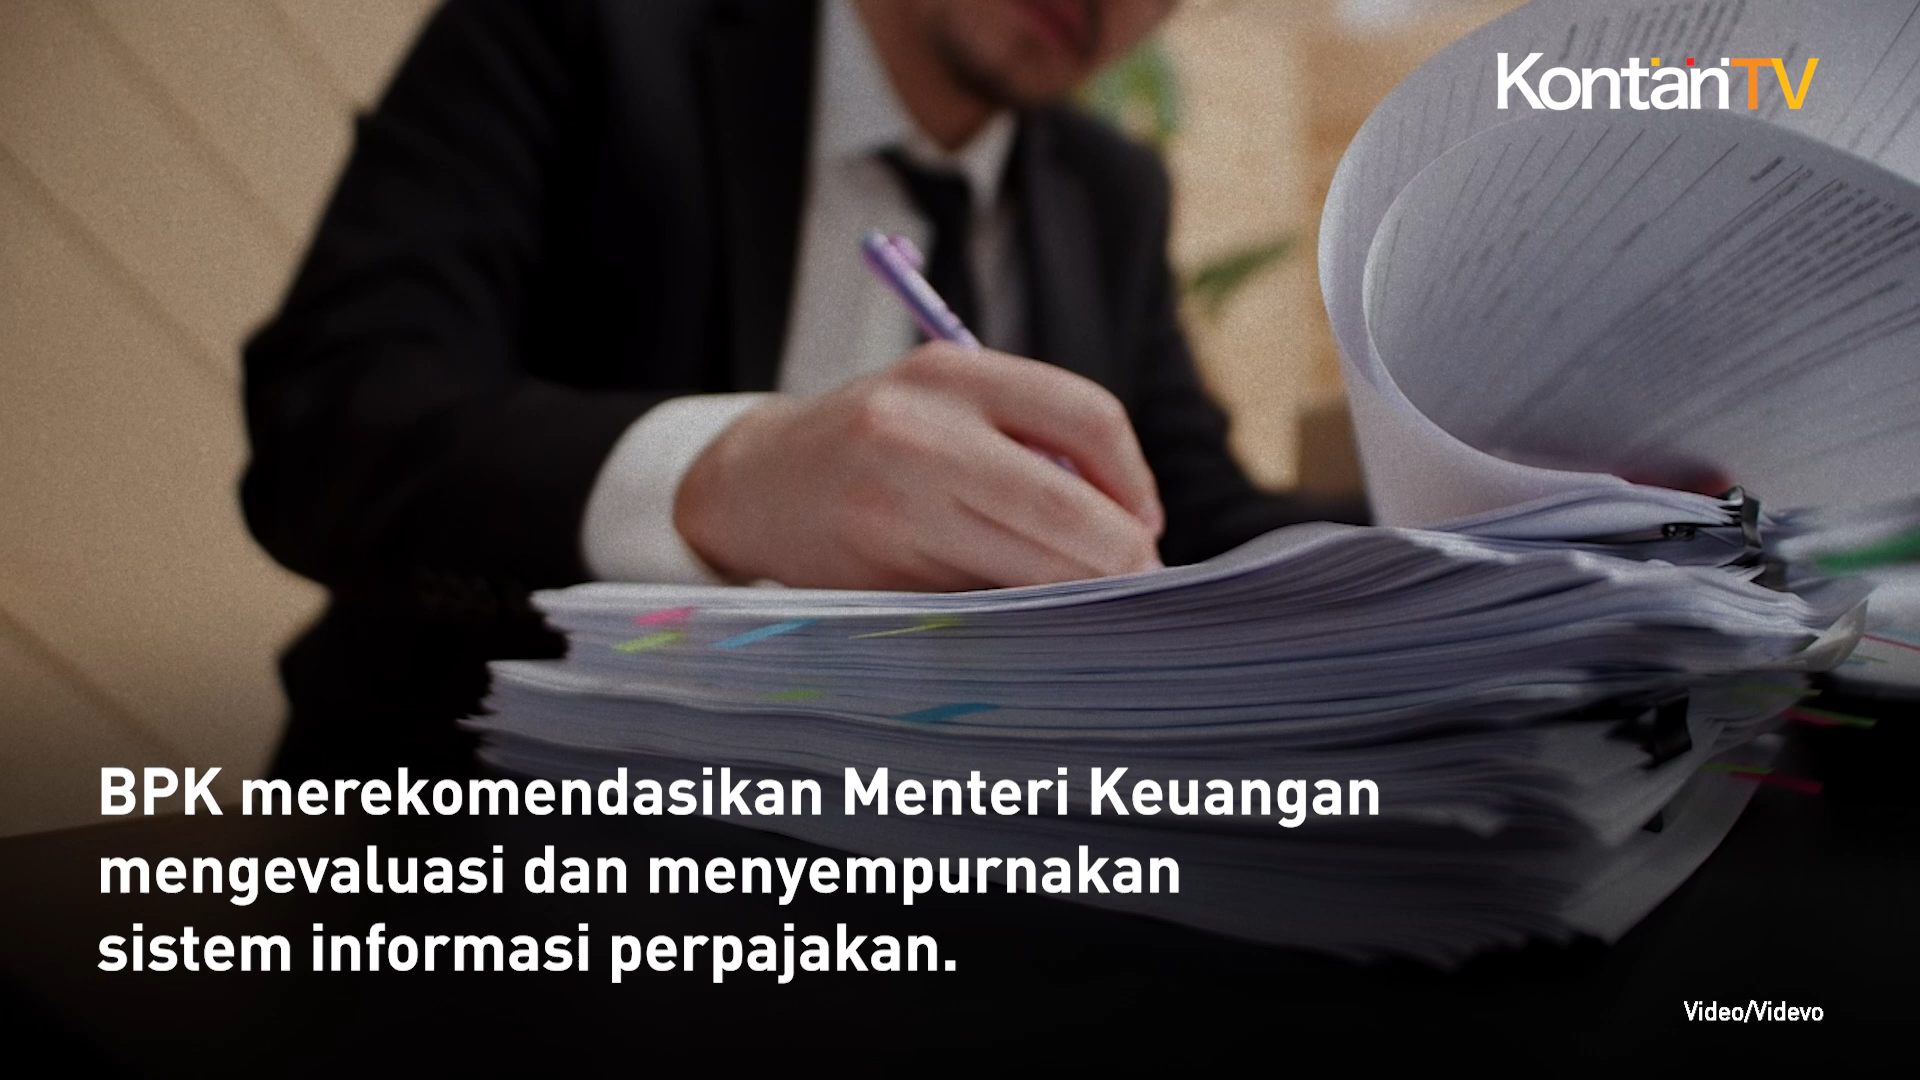 KontanTV
BPK merekomendasikan Menteri Keuangan
mengevaluasi dan menyempurnakan
sistem informasi perpajakan.
Video/Videvo